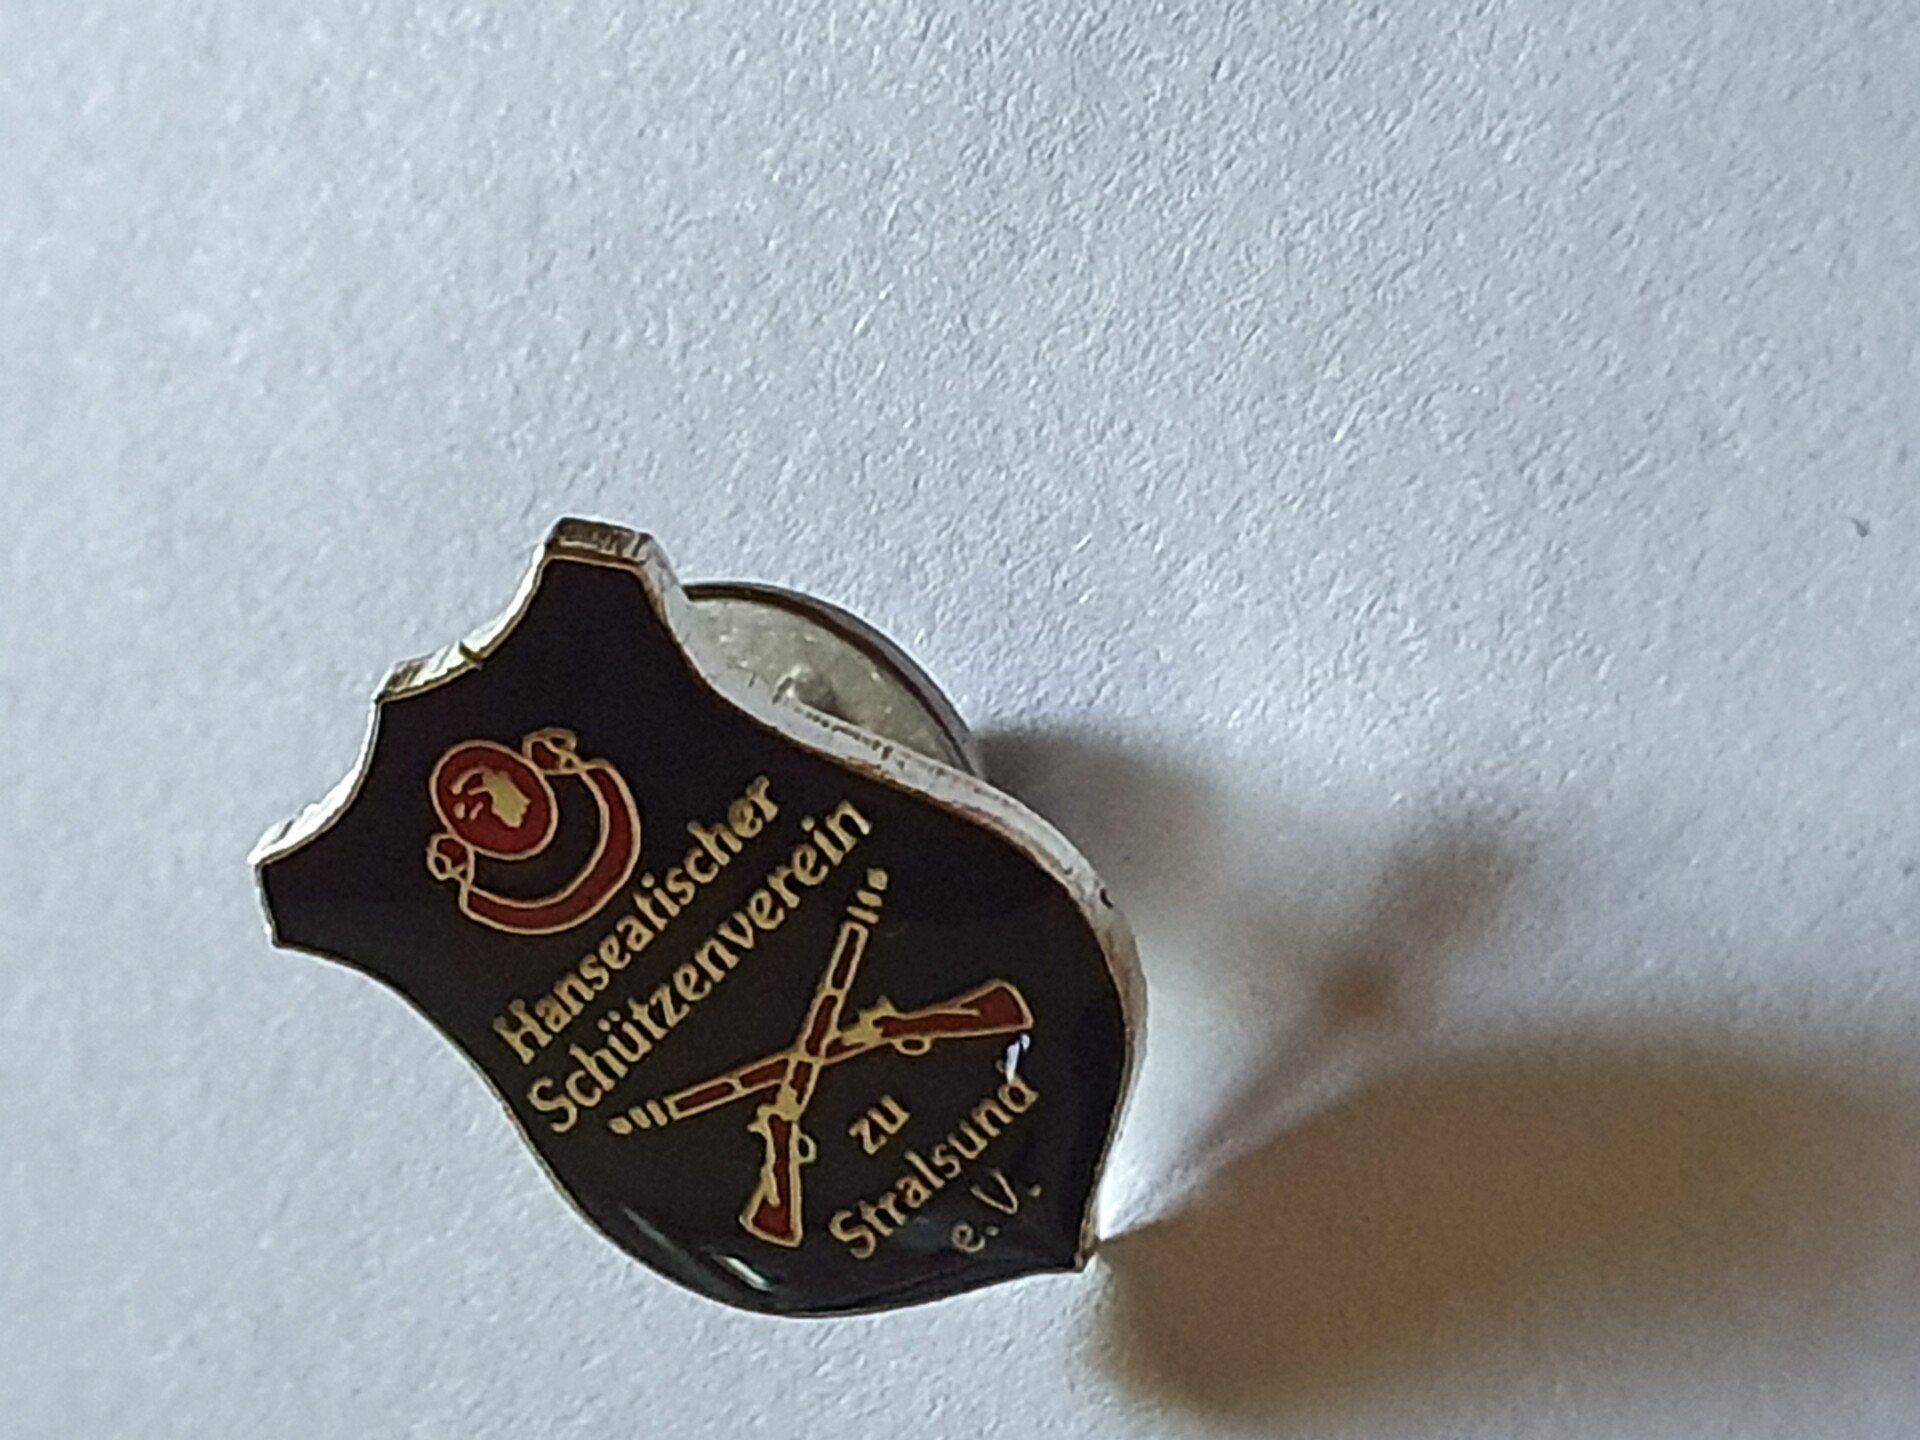 Hanseatischer
Schützenverein
zu
Stralsund
e.V.